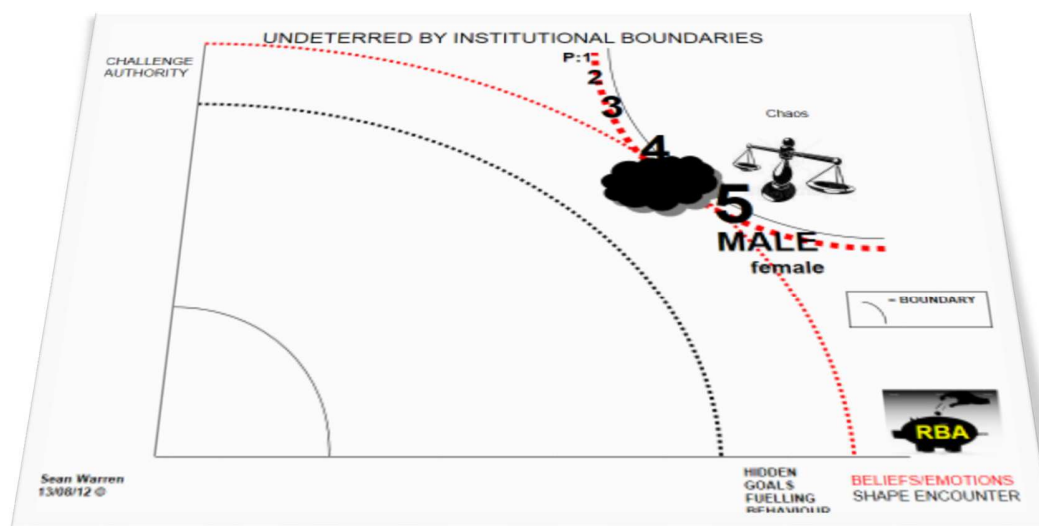 UNDETERRED BY INSTITUTIONAL BOUNDARIES
CHALLENGE
AUTHORITY
P:1
2
3
4
Chaos
5
MALE
female
= BOUNDARY
RBA
Sean Warren
13/08/12 ©
HIDDEN
GOALS
FUELLING
BEHAVIOUR
BELIEFS/EMOTIONS
SHAPE ENCOUNTER